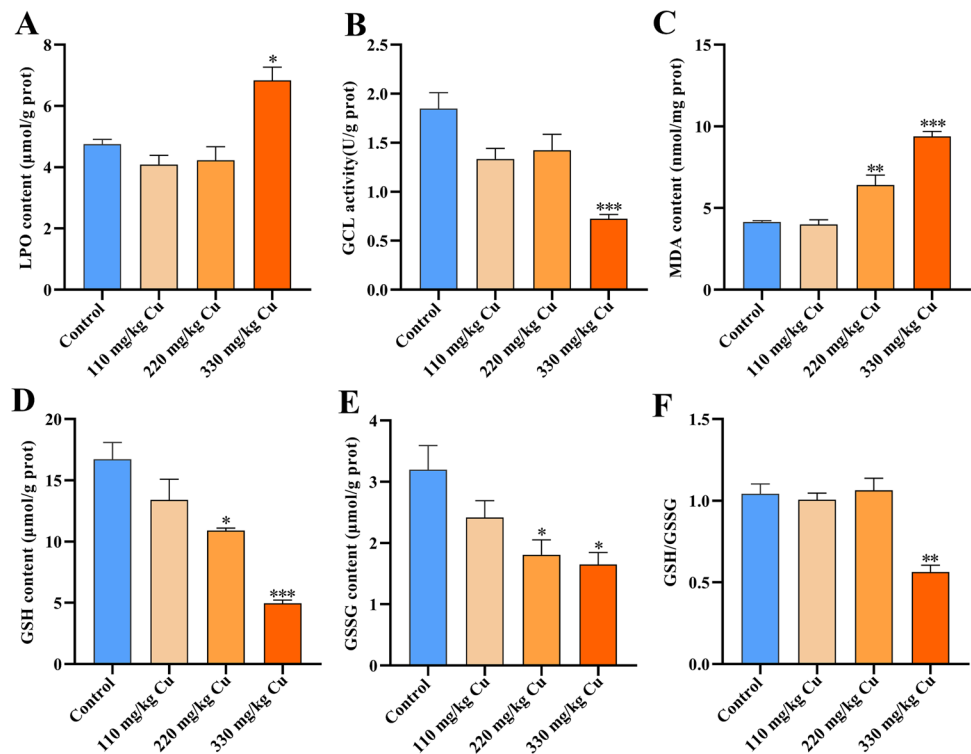 A
LPO content (μmol/g prot)
8
6
4
2
0
*
Control
110 mg/kg Cu
220 mg/kg Cu
330 mg/kg Cu
B
GCL activity(U/g prot)
2.5
2.0
1.5
1.0
0.5
0.0
***
Control
110 mg/kg Cu
220 mg/kg Cu
330 mg/kg Cu
C
MDA content (nmol/mg prot)
15
10
5
0
**
***
Control
110 mg/kg Cu
220 mg/kg Cu
330 mg/kg Cu
D
GSH content (μmol/g prot)
20
15
10
5
0
*
***
Control
110 mg/kg Cu
220 mg/kg Cu
330 mg/kg Cu
E
GSSG content (μmol/g prot)
4
3
2
1
0
*
*
Control
110 mg/kg Cu
220 mg/kg Cu
330 mg/kg Cu
F
GSH/GSSG
1.5
1.0
0.5
0.0
**
Control
110 mg/kg Cu
220 mg/kg Cu
330 mg/kg Cu